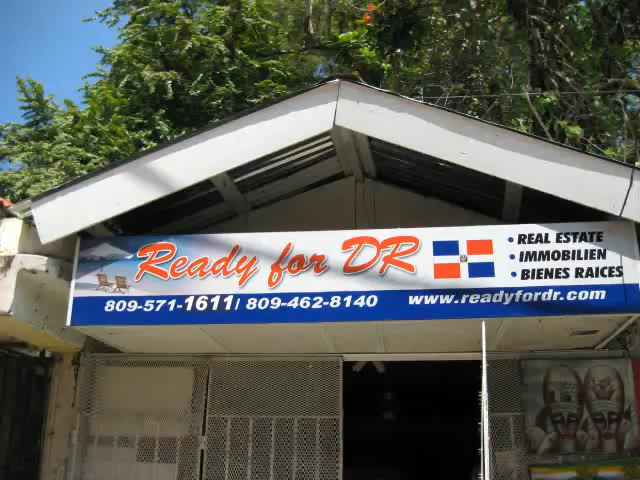 Ready for DR
• REAL ESTATE
• IMMOBILIEN
• BIENES RAICES
809-571-1611 / 809-462-8140
www.readyfordr.com